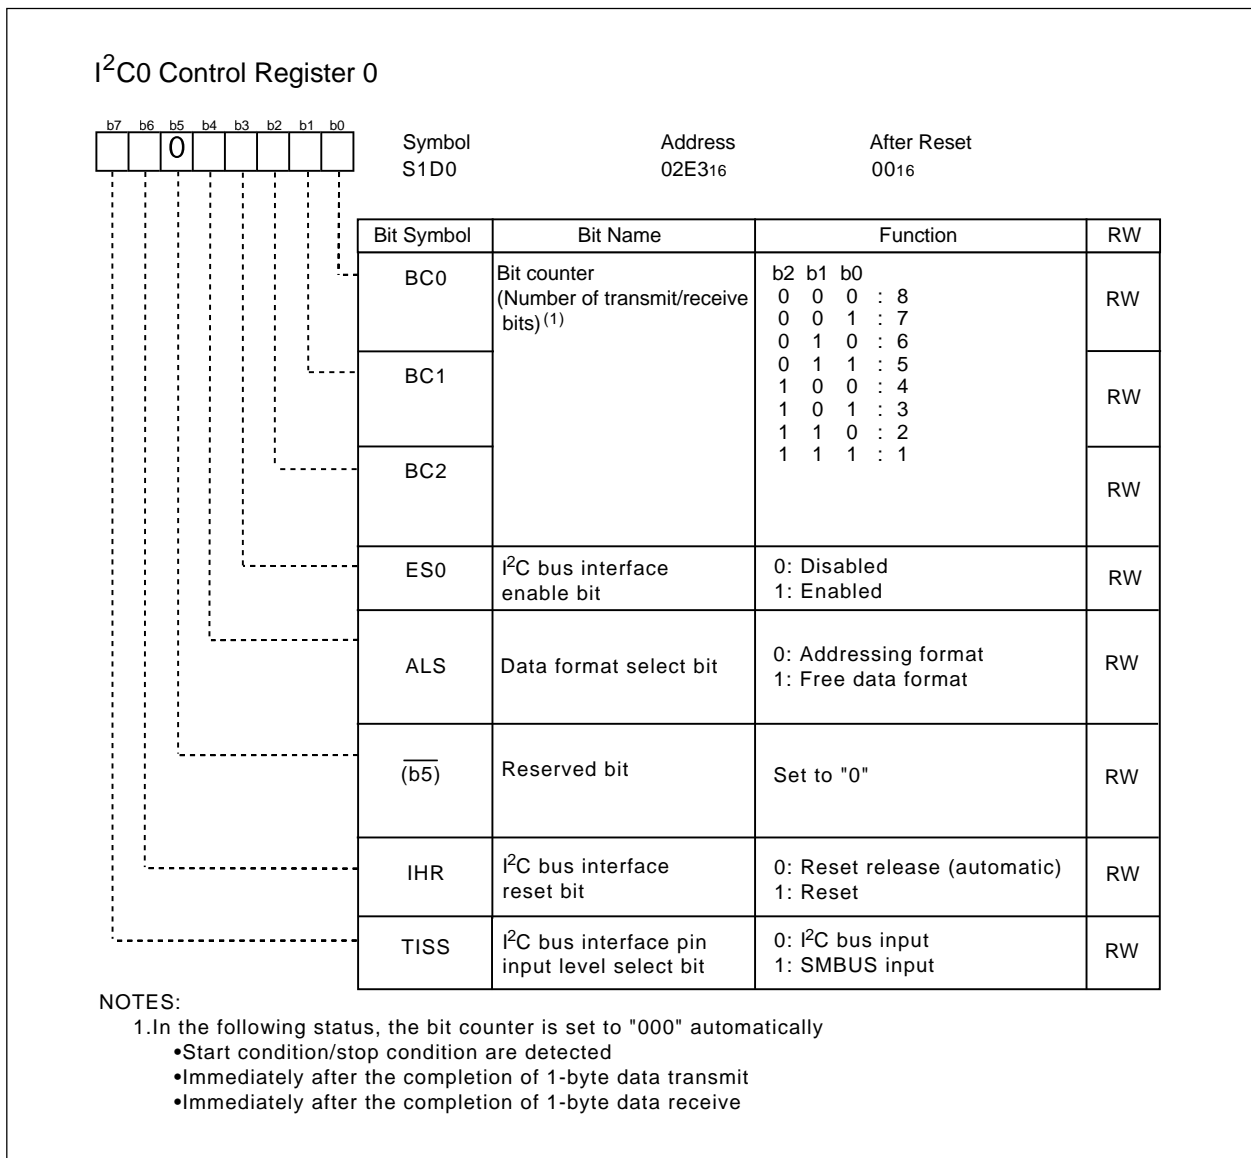 I²C0 Control Register 0
b7 b6 b5 b4 b3 b2 b1 b0
0
Symbol Address After Reset
S1D0 02E316 0016
Bit Symbol Bit Name Function RW
BC0 Bit counter (Number of transmit/receive bits)(1) RW
b2 b1 b0
0 0 0 : 8
0 0 1 : 7
0 1 0 : 6
0 1 1 : 5
1 0 0 : 4
1 0 1 : 3
1 1 0 : 2
1 1 1 : 1
BC1 RW
BC2 RW
ES0 I²C bus interface enable bit 0: Disabled 1: Enabled RW
ALS Data format select bit 0: Addressing format 1: Free data format RW
(b5) Reserved bit Set to "0" RW
IHR I²C bus interface reset bit 0: Reset release (automatic) 1: Reset RW
TISS I²C bus interface pin input level select bit 0: I²C bus input 1: SMBUS input RW
NOTES:
1.In the following status, the bit counter is set to "000" automatically
•Start condition/stop condition are detected
•Immediately after the completion of 1-byte data transmit
•Immediately after the completion of 1-byte data receive